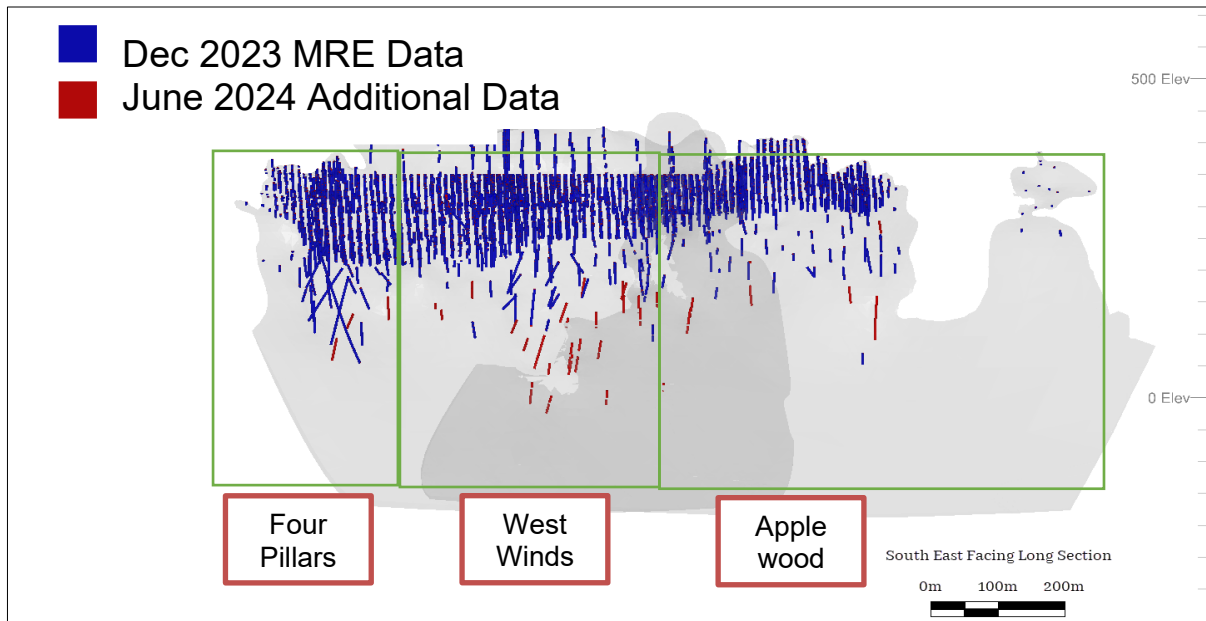 Dec 2023 MRE Data
June 2024 Additional Data
500 Elev
0 Elev
Four
Pillars
West
Winds
Apple
wood
South East Facing Long Section
0m 100m 200m